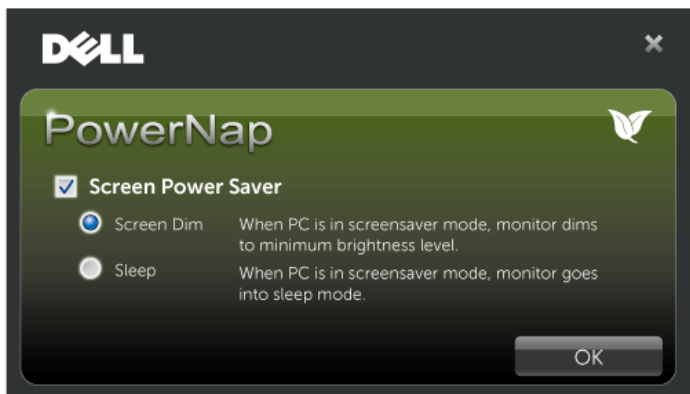 DELL
PowerNap
Screen Power Saver
Screen Dim When PC is in screensaver mode, monitor dims
to minimum brightness level.
Sleep When PC is in screensaver mode, monitor goes
into sleep mode.
OK